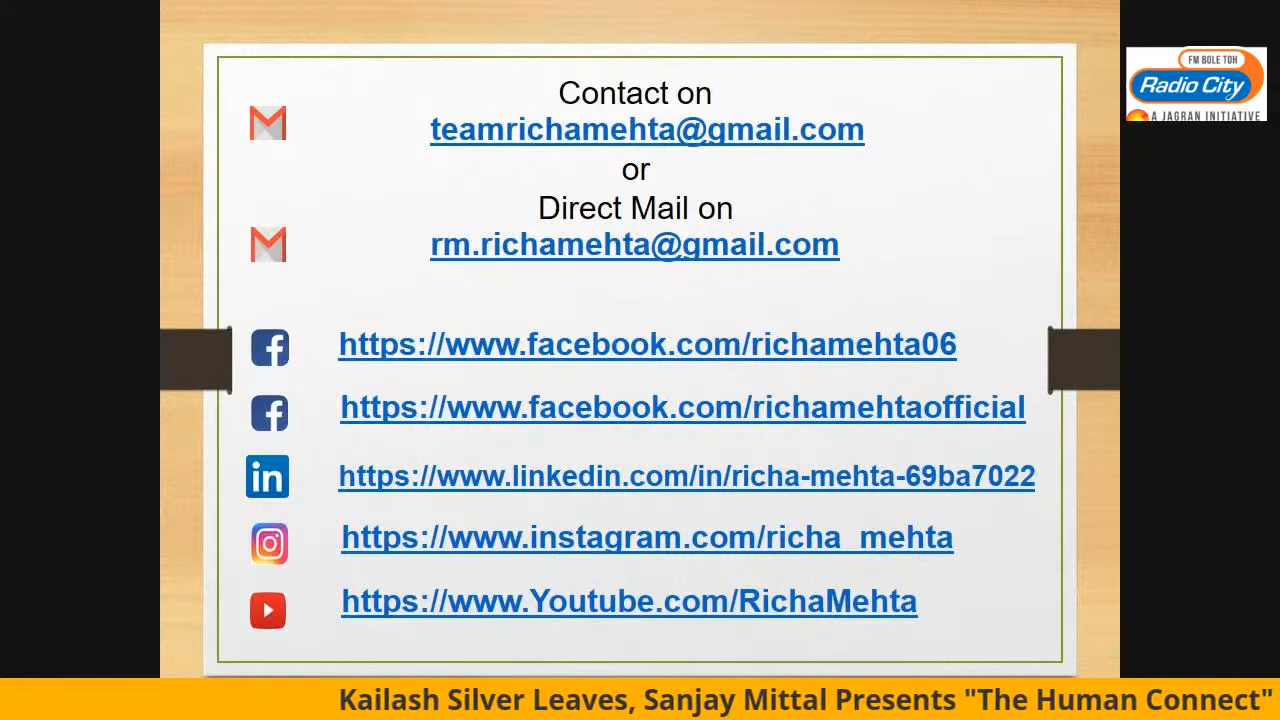 Contact on
teamrichamehta@gmail.com
or
Direct Mail on
rm.richamehta@gmail.com
https://www.facebook.com/richamehta06
https://www.facebook.com/richamehtaofficial
https://www.linkedin.com/in/richa-mehta-69ba7022
https://www.instagram.com/richa_mehta
https://www.Youtube.com/RichaMehta
FM BOLE TOH
Radio City
A JAGRAN INITIATIVE
Kailash Silver Leaves, Sanjay Mittal Presents "The Human Connect"